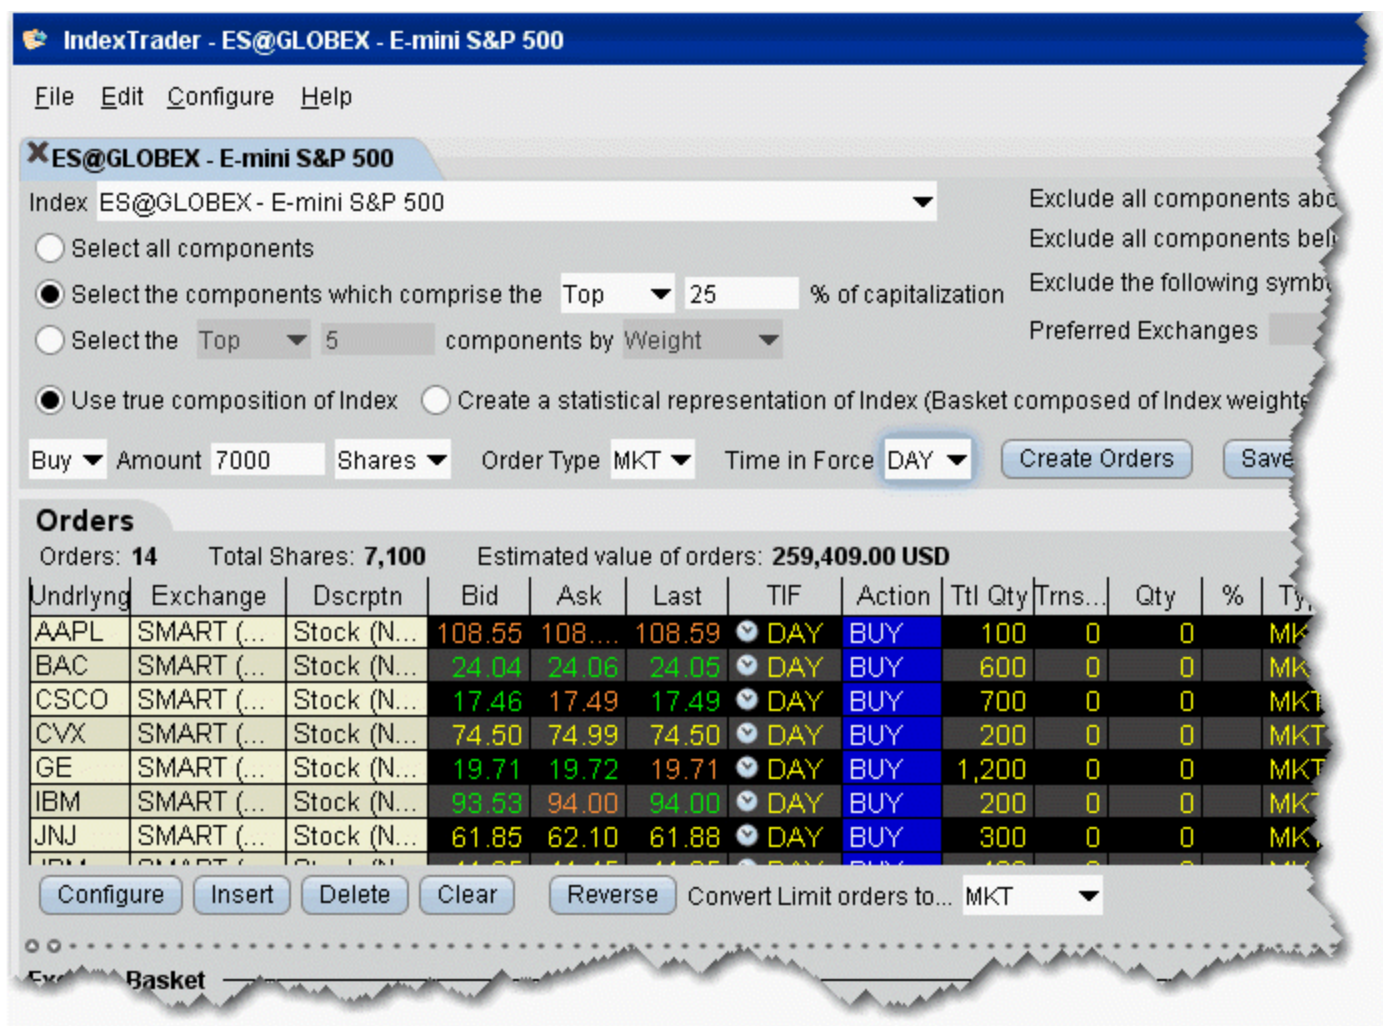 IndexTrader - ES@GLOBEX - E-mini S&P 500
File Edit Configure Help
ES@GLOBEX - E-mini S&P 500
Index ES@GLOBEX - E-mini S&P 500 Exclude all components
Select all components Exclude all components
Select the components which comprise the Top 25 % of capitalization Exclude the following
Select the Top 5 components by Weight Preferred Exchanges
Use true composition of Index Create a statistical representation of Index (Basket composed of Index
Buy Amount 7000 Shares Order Type MKT Time in Force DAY Create Orders Save
Orders
Orders: 14 Total Shares: 7,100 Estimated value of orders: 259,409.00 USD
Undrlyng Exchange Dscrptn Bid Ask Last TIF Action Ttl Qty Trns... Qty %
AAPL SMART (... Stock (N... 108.55 108.... 108.59 DAY BUY 100 0 0
BAC SMART (... Stock (N... 24.04 24.06 24.05 DAY BUY 600 0 0
CSCO SMART (... Stock (N... 17.46 17.49 17.49 DAY BUY 700 0 0 MKT
CVX SMART (... Stock (N... 74.50 74.99 74.50 DAY BUY 200 0 0 MKT
GE SMART (... Stock (N... 19.71 19.72 19.71 DAY BUY 1,200 0 0 MKT
IBM SMART (... Stock (N... 93.53 94.00 94.00 DAY BUY 200 0 0 MKT
JNJ SMART (... Stock (N... 61.85 62.10 61.88 DAY BUY 300 0 0 MKT
Configure Insert Delete Clear Reverse Convert Limit orders to... MKT
Basket